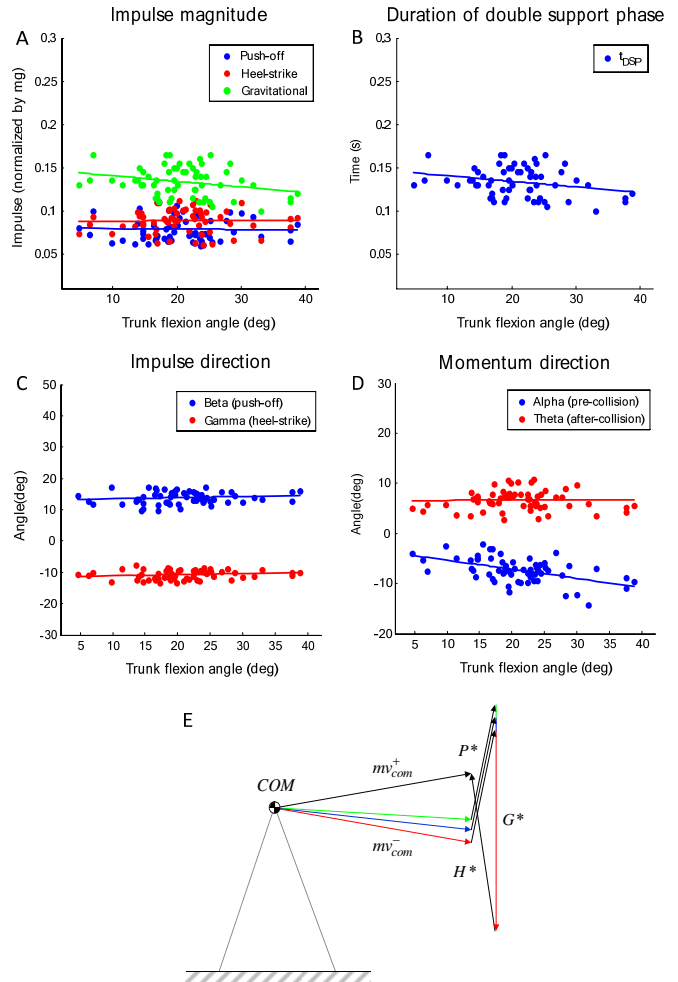 Impulse magnitude
Duration of double support phase
A
0.3
0.25
0.2
0.15
0.1
0.05
Impulse (normalized by mg)
Push-off
Heel-strike
Gravitational
10
20
30
40
Trunk flexion angle (deg)
B
0.3
0.25
0.2
0.15
0.1
0.05
Time (s)
tDSP
10
20
30
40
Trunk flexion angle (deg)
Impulse direction
Momentum direction
C
50
40
30
20
10
0
-10
-20
-30
Angle(deg)
Beta (push-off)
Gamma (heel-strike)
5
10
15
20
25
30
35
40
Trunk flexion angle (deg)
D
30
20
10
0
-10
-20
Angle(deg)
Alpha (pre-collision)
Theta (after-collision)
5
10
15
20
25
30
35
40
Trunk flexion angle (deg)
E
COM
mv+com
P*
G*
mv−com
H*